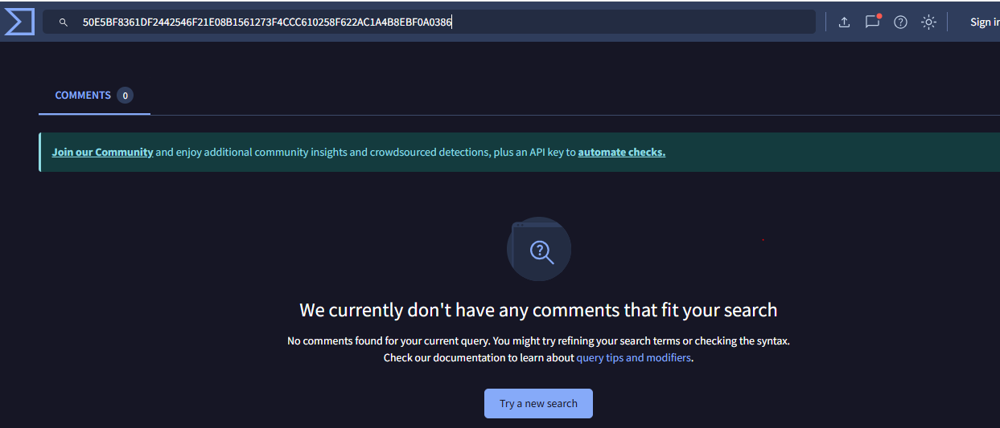 50E5BF8361DF2442546F21E08B1561273F4CCC610258F622AC1A4B8EBF0A0386
Sign in
COMMENTS 0
Join our Community and enjoy additional community insights and crowdsourced detections, plus an API key to automate checks.
We currently don't have any comments that fit your search
No comments found for your current query. You might try refining your search terms or checking the syntax.
Check our documentation to learn about query tips and modifiers.
Try a new search